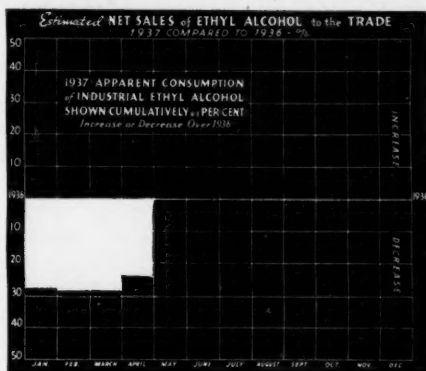 Estimated NET SALES of ETHYL ALCOHOL to the TRADE
1937 COMPARED TO 1936 - %
50
40
30
20
10
1936
10
20
30
40
50
1937 APPARENT CONSUMPTION
of INDUSTRIAL ETHYL ALCOHOL
SHOWN CUMULATIVELY as PERCENT
Increase or Decrease Over 1936
INCREASE
1936
DECREASE
JAN. FEB. MARCH APRIL MAY JUNE JULY AUGUST SEPT. OCT. NOV. DEC.